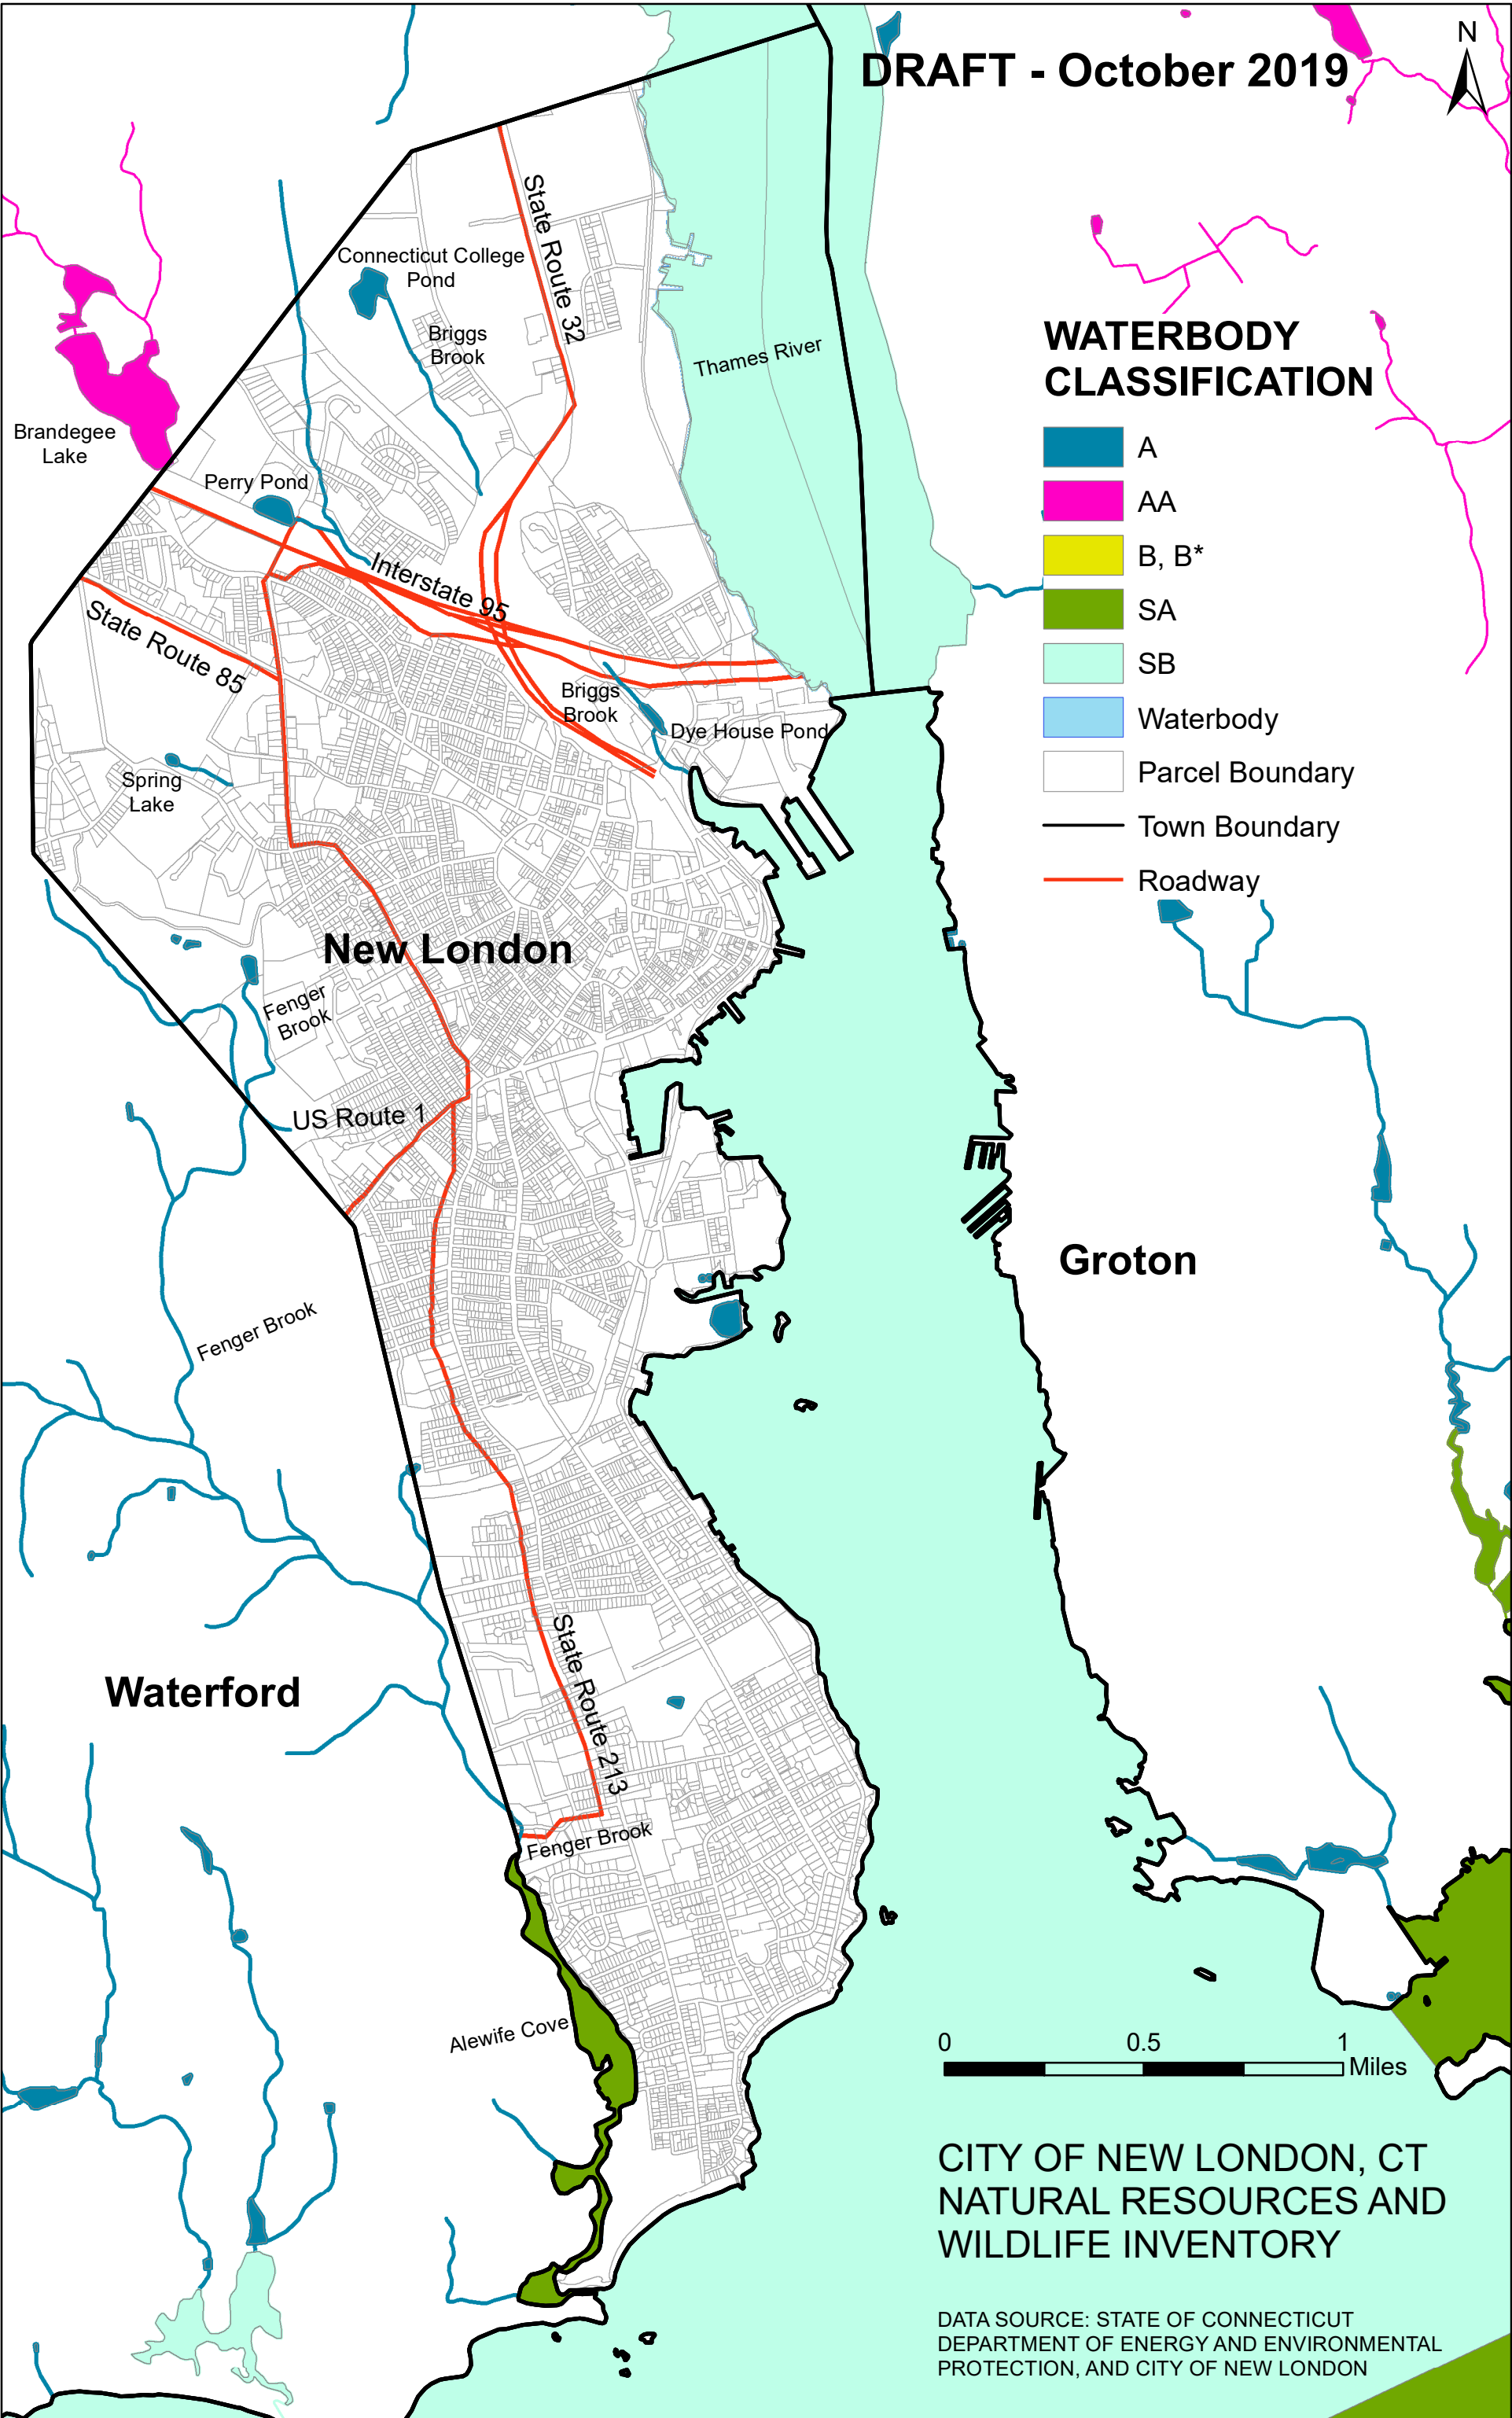 DRAFT - October 2019
N
State Route 32
Connecticut College
Pond
Briggs
Brook
Thames River
WATERBODY
CLASSIFICATION
A
AA
B, B*
SA
SB
Waterbody
Parcel Boundary
Town Boundary
Roadway
Brandegee
Lake
Perry Pond
Interstate 95
State Route 85
Briggs
Brook
Dye House Pond
Spring
Lake
New London
Fenger
Brook
US Route 1
Groton
Fenger Brook
State Route 213
Waterford
Fenger Brook
Alewife Cove
0 0.5 1
Miles
CITY OF NEW LONDON, CT
NATURAL RESOURCES AND
WILDLIFE INVENTORY
DATA SOURCE: STATE OF CONNECTICUT
DEPARTMENT OF ENERGY AND ENVIRONMENTAL
PROTECTION, AND CITY OF NEW LONDON